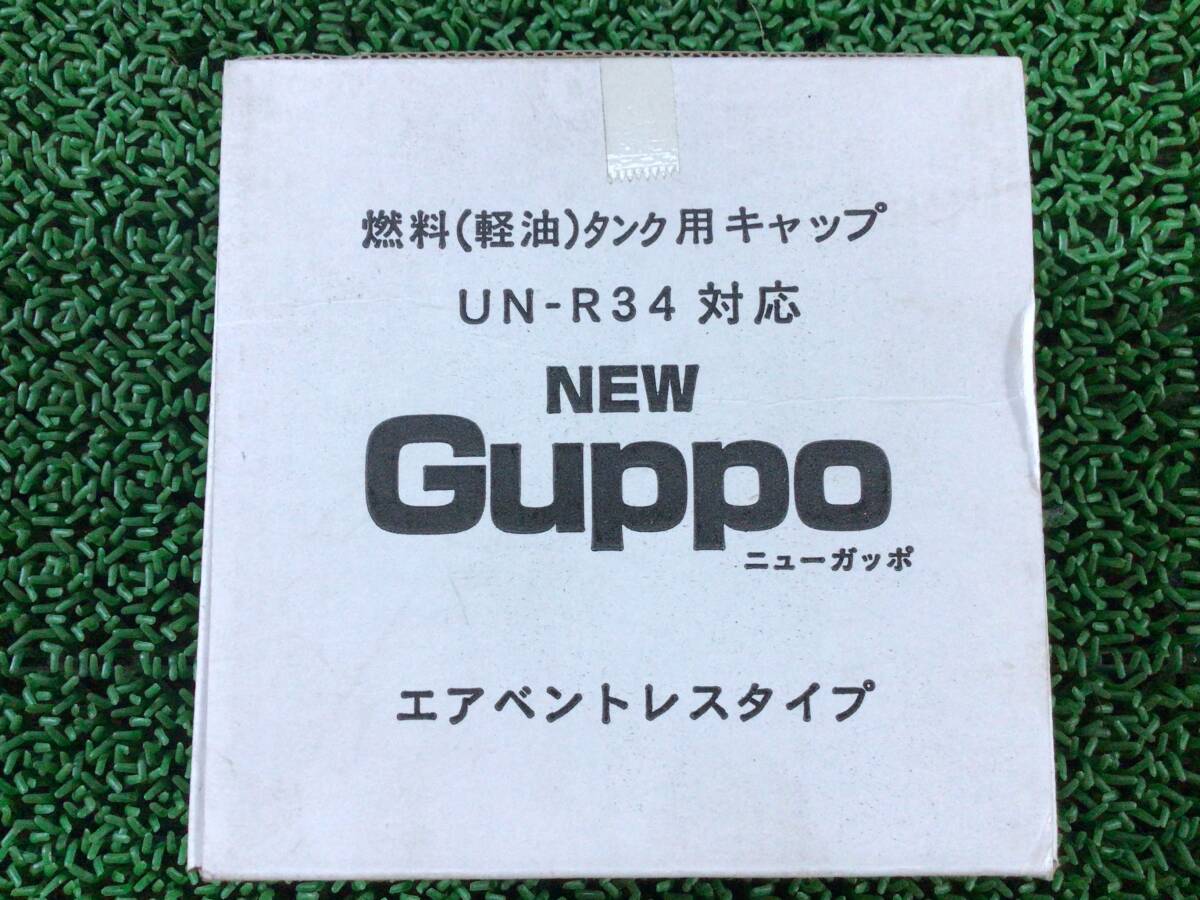 燃料(軽油)タンク用キャップ
UN-R34 対応
NEW
Guppo
ニューガッポ
エアベントレスタイプ